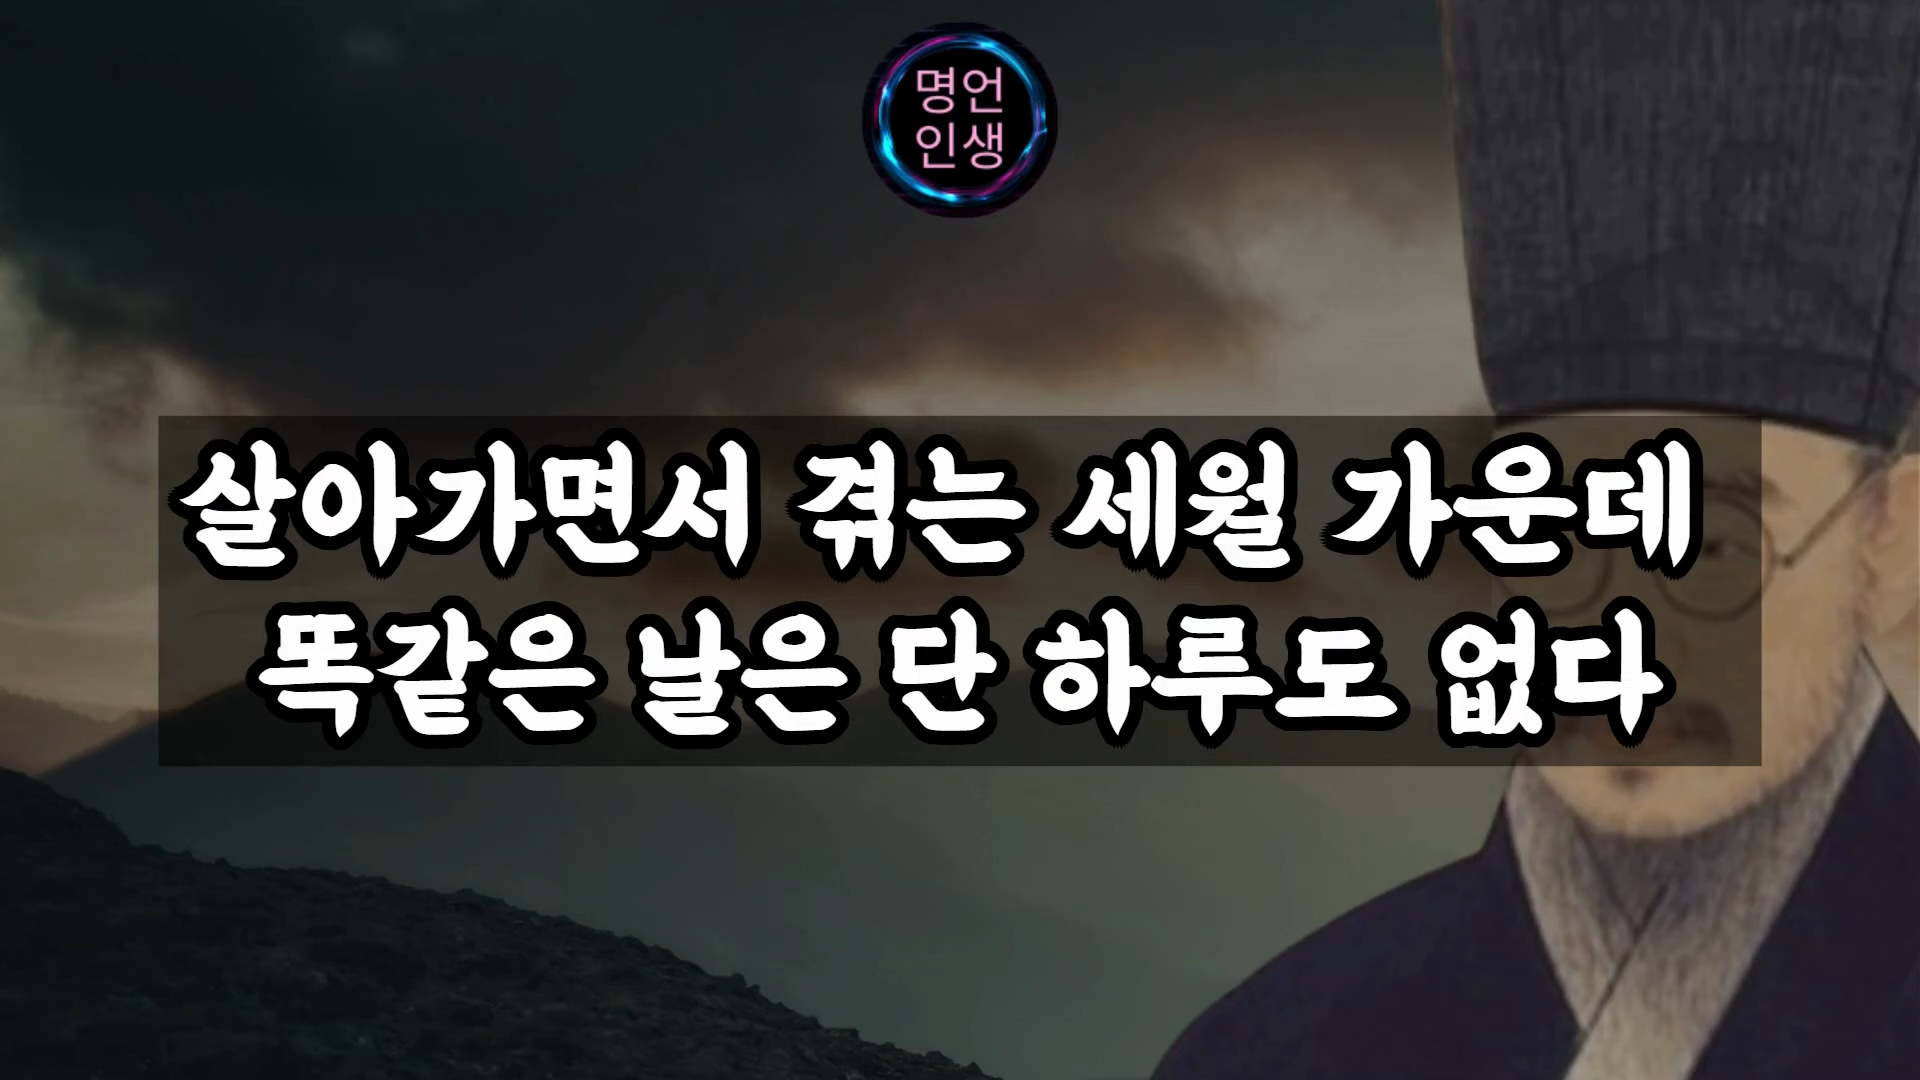 명언
인생
살아가면서 겪는 세월 가운데
똑같은 날은 단 하루도 없다